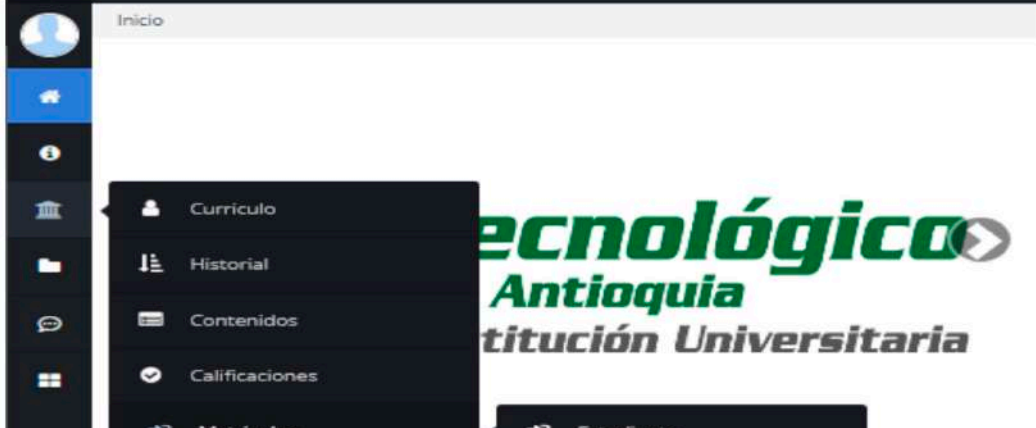 Inicio
Curriculo
Historial
Contenidos
Calificaciones
ecnológico
Antioquia
titución Universitaria